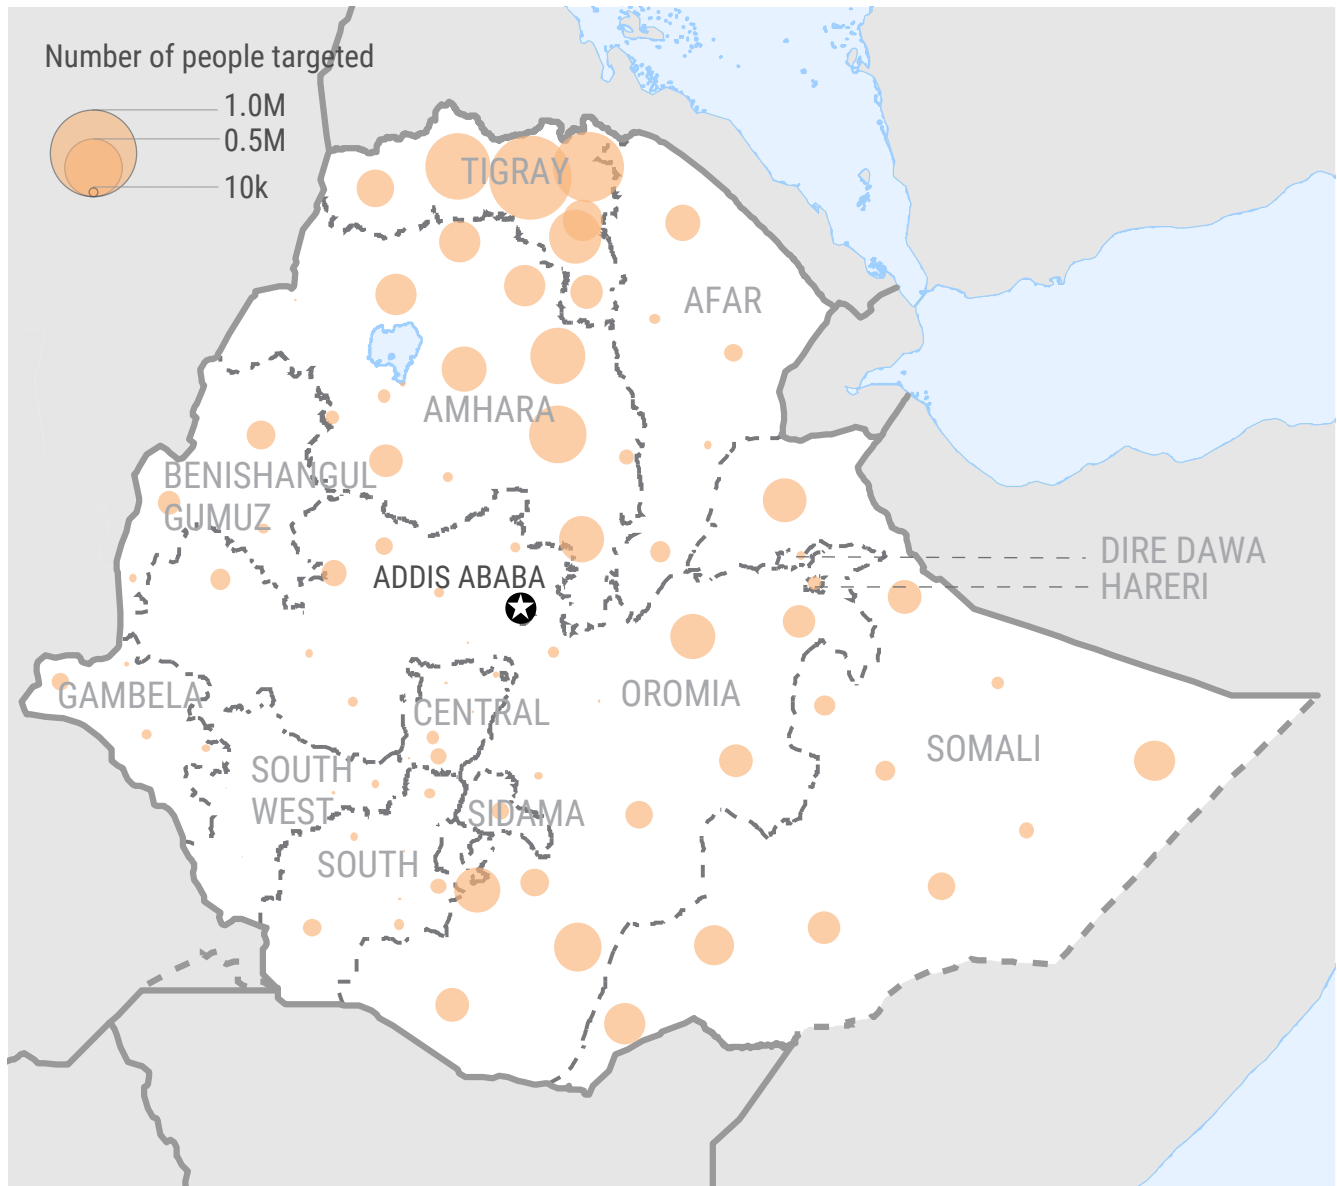 Number of people targeted
1.0M
0.5M
10k
TIGRAY
AFAR
AMHARA
BENISHANGUL
GUMUZ
DIRE DAWA
ADDIS ABABA
HARERI
GAMBELA
OROMIA
CENTRAL
SOMALI
SOUTH
WEST
SIDAMA
SOUTH